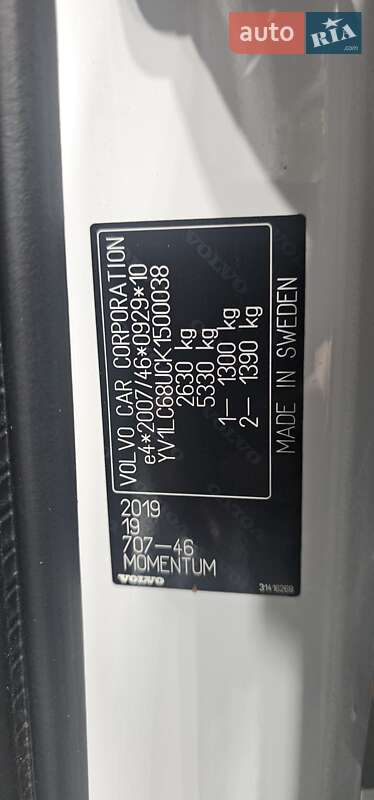 auto RIA.com
VOLVO CAR CORPORATION
e4*2007/46*0929*10
YV1LC68UCK1500038
2630 kg
5330 kg
1— 1300 kg
2— 1390 kg
MADE IN SWEDEN
2019
19
707—46
MOMENTUM
VOLVO
31416269